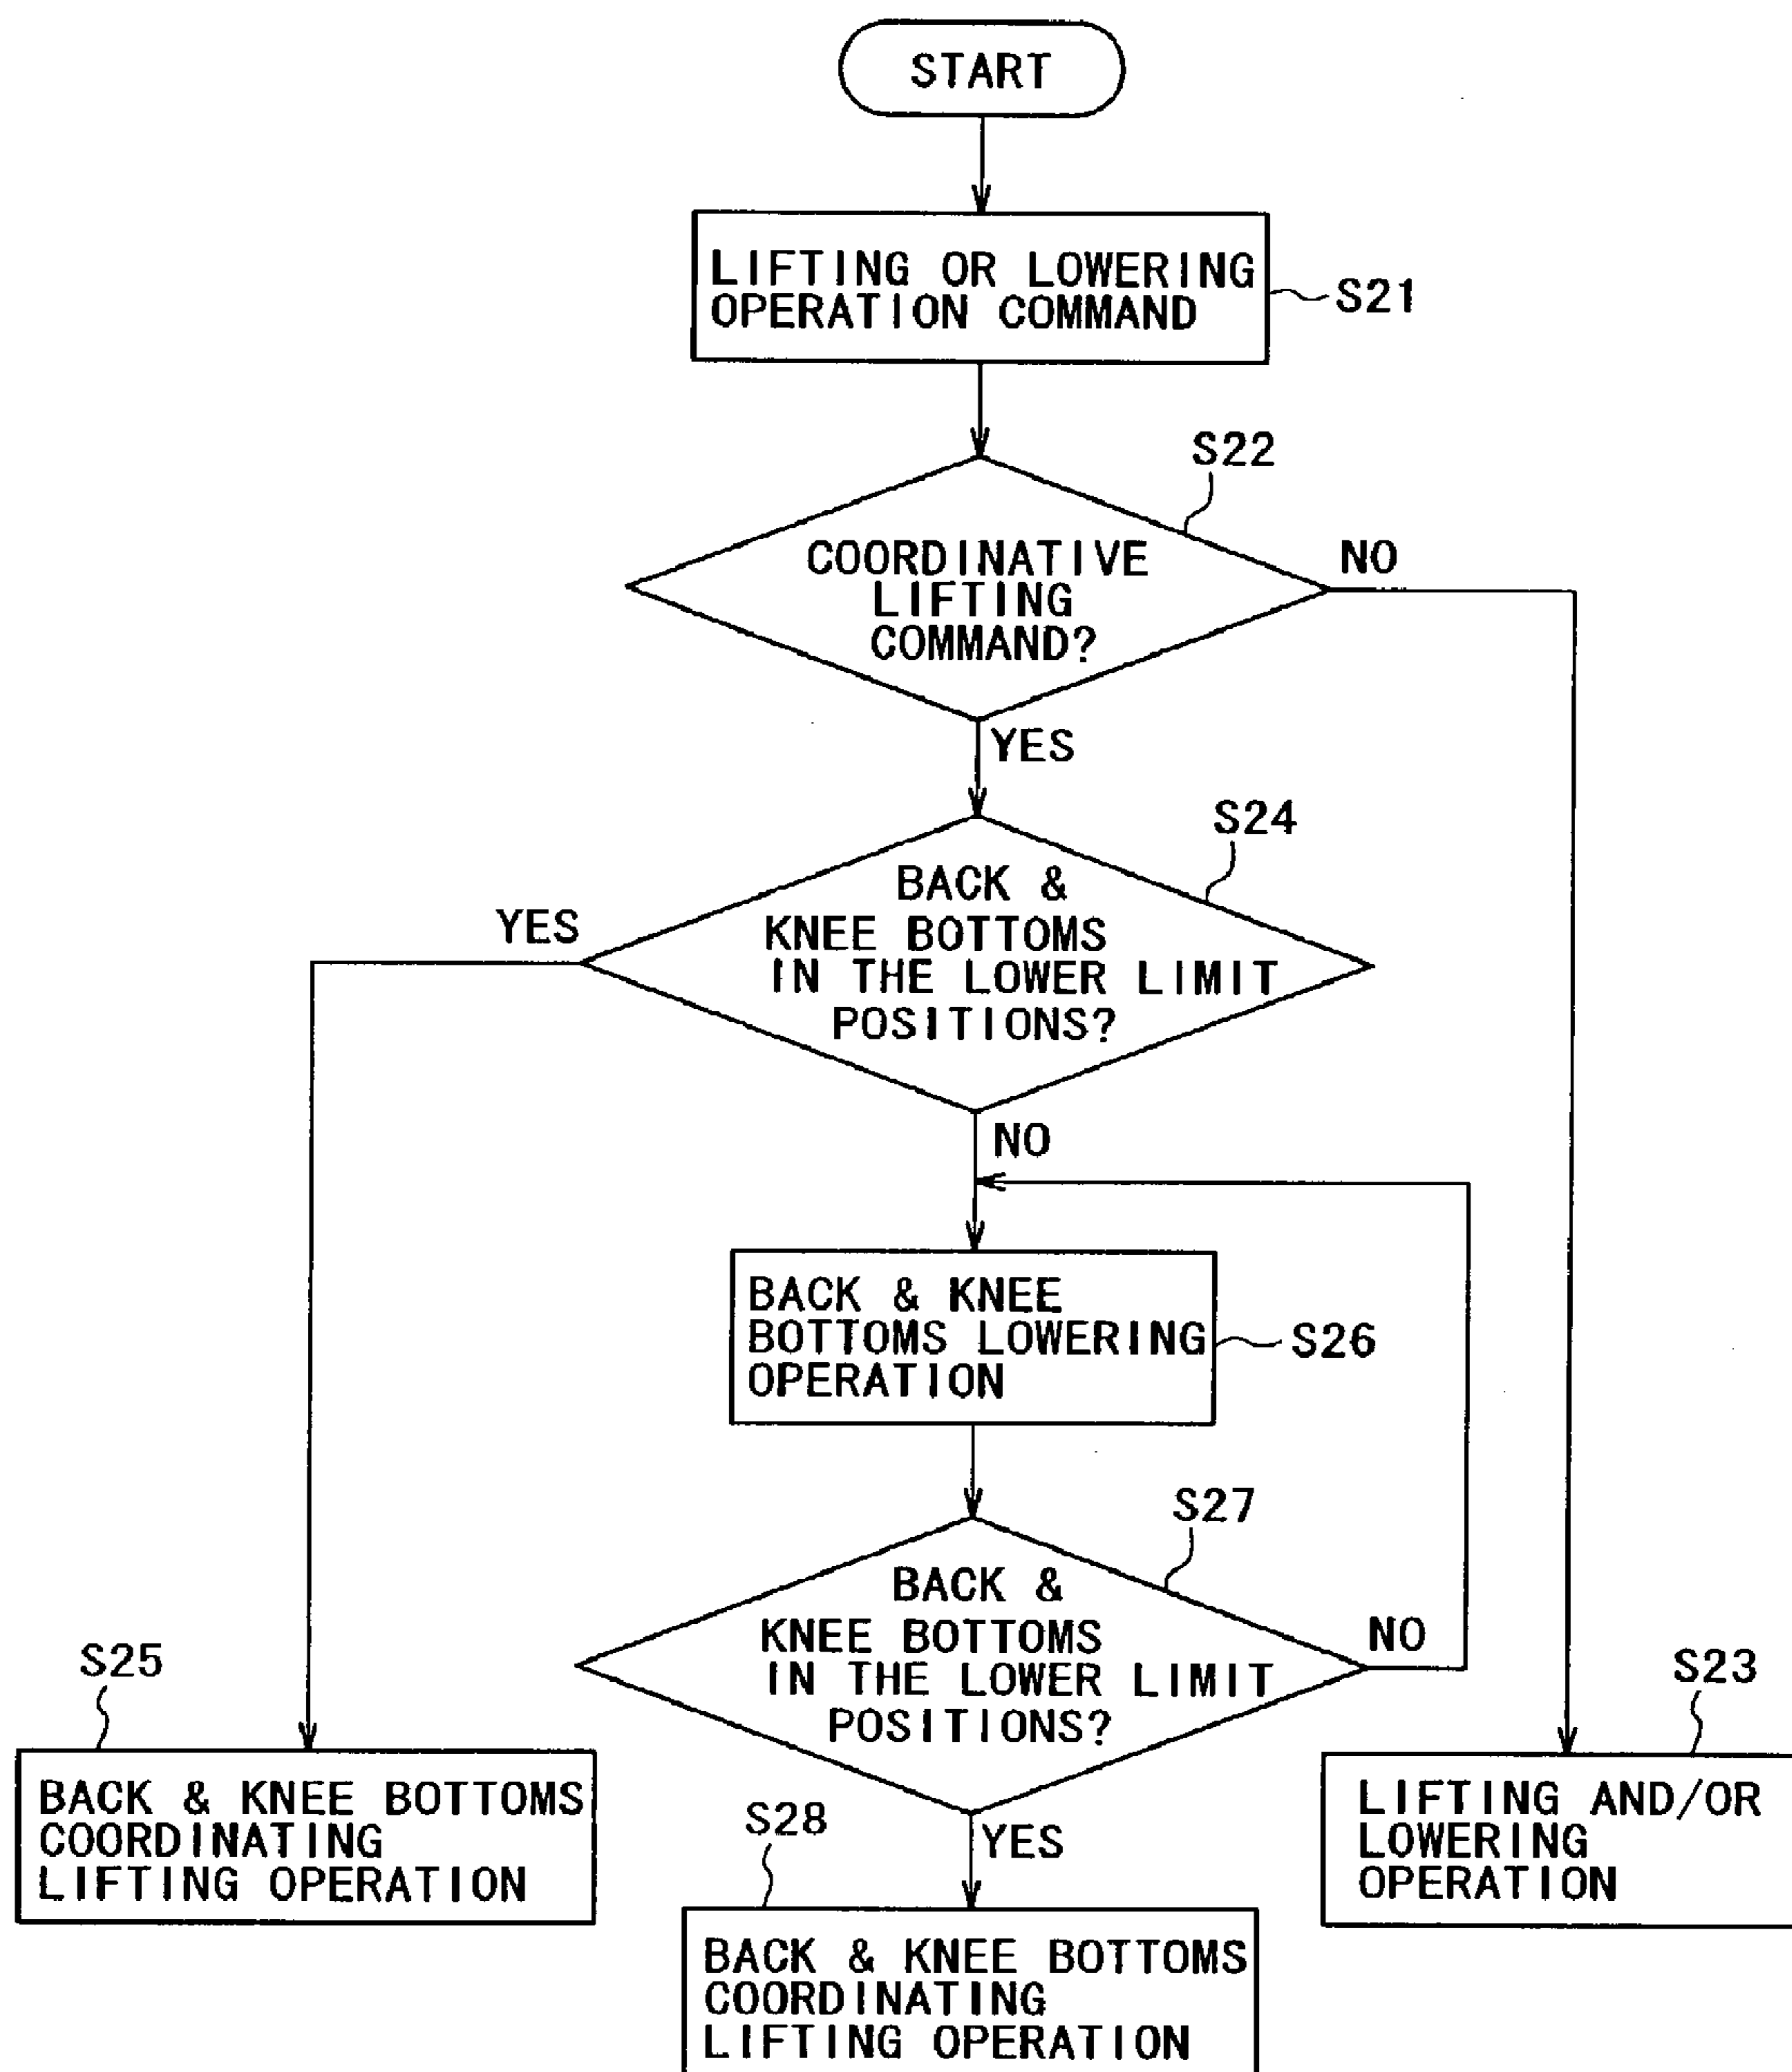 START
LIFTING OR LOWERING
OPERATION COMMAND
S21
S22
COORDINATIVE
LIFTING
COMMAND?
NO
YES
S24
BACK &
KNEE BOTTOMS
IN THE LOWER LIMIT
POSITIONS?
YES
NO
BACK & KNEE
BOTTOMS LOWERING
OPERATION
S26
S27
BACK &
KNEE BOTTOMS
IN THE LOWER LIMIT
POSITIONS?
NO
YES
S25
BACK & KNEE BOTTOMS
COORDINATING
LIFTING OPERATION
S28
BACK & KNEE BOTTOMS
COORDINATING
LIFTING OPERATION
S23
LIFTING AND/OR
LOWERING
OPERATION